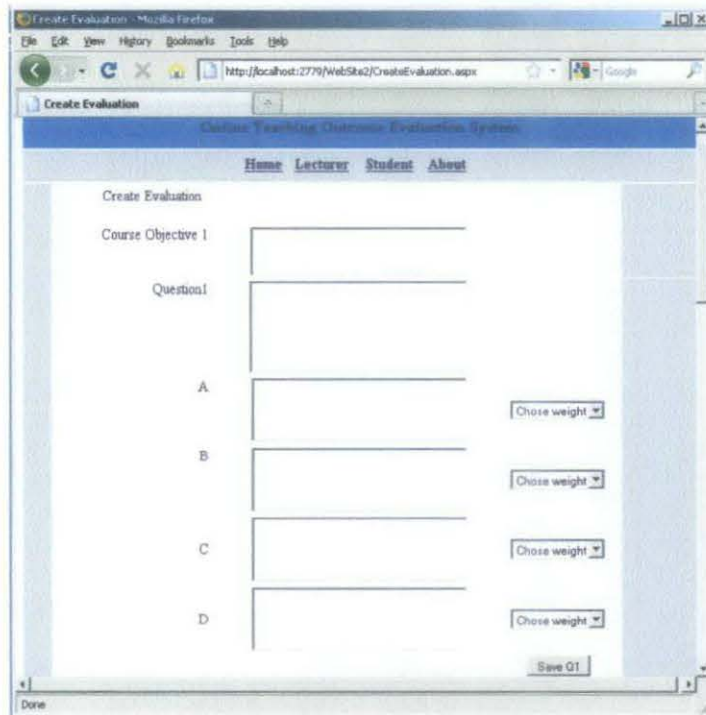 Create Evaluation - Mozilla Firefox
File Edit View History Bookmarks Tools Help
http://localhost:2779/WebSite2/CreateEvaluation.aspx Google
Create Evaluation
Online Teaching Outcome Evaluation System
Home Lecturer Student About
Create Evaluation
Course Objective 1
Question1
A
Chose weight
B
Chose weight
C
Chose weight
D
Chose weight
Save Q1
Done